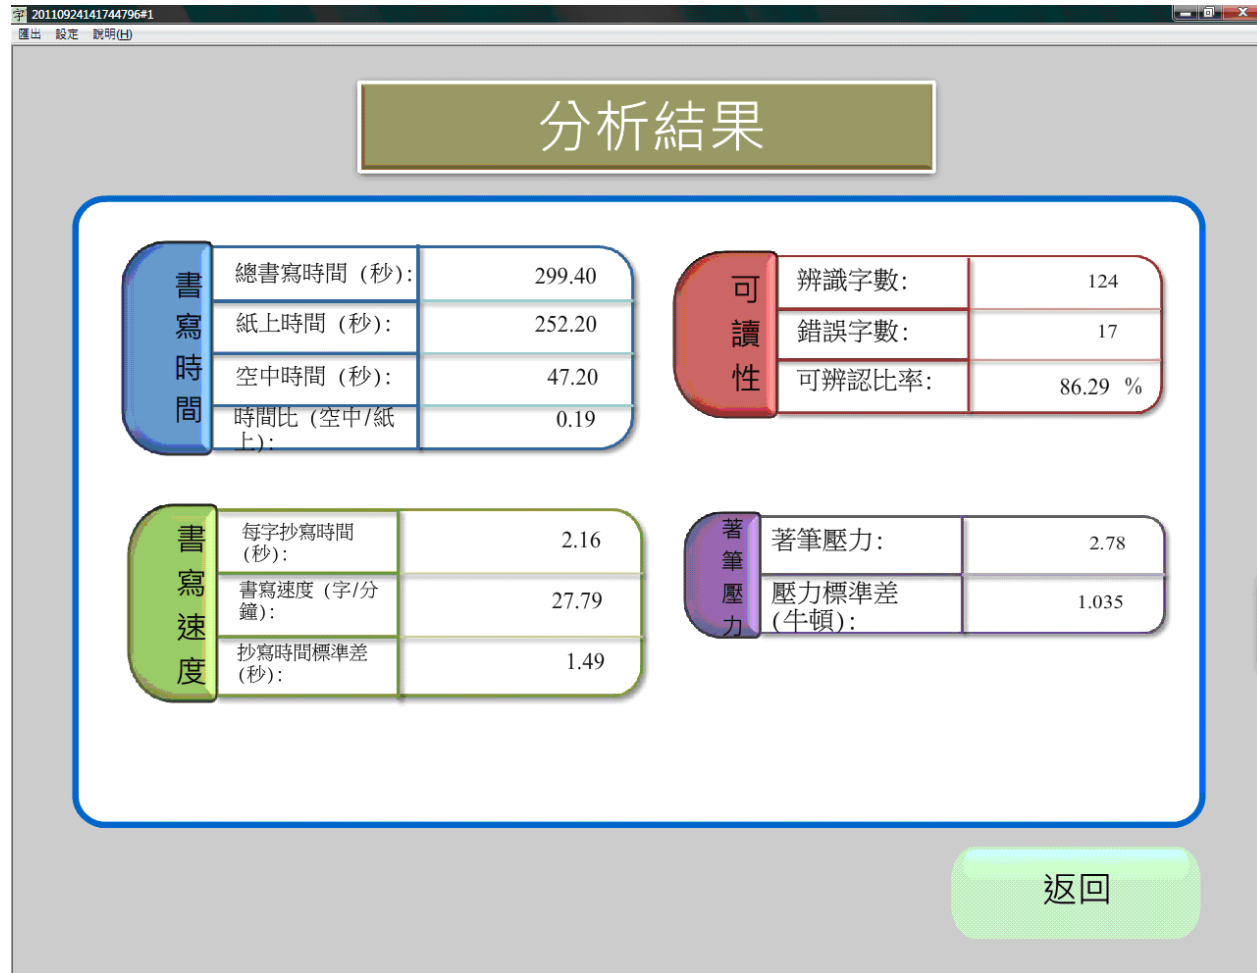 20110924141744796#1
匯出 設定 說明(H)
分析結果
書寫時間
總書寫時間 (秒): 299.40
紙上時間 (秒): 252.20
空中時間 (秒): 47.20
時間比 (空中/紙
上): 0.19
可讀性
辨識字數: 124
錯誤字數: 17
可辨認比率: 86.29 %
書寫速度
每字抄寫時間
(秒): 2.16
書寫速度 (字/分
鐘): 27.79
抄寫時間標準差
(秒): 1.49
著筆壓力
著筆壓力: 2.78
壓力標準差
(牛頓): 1.035
返回